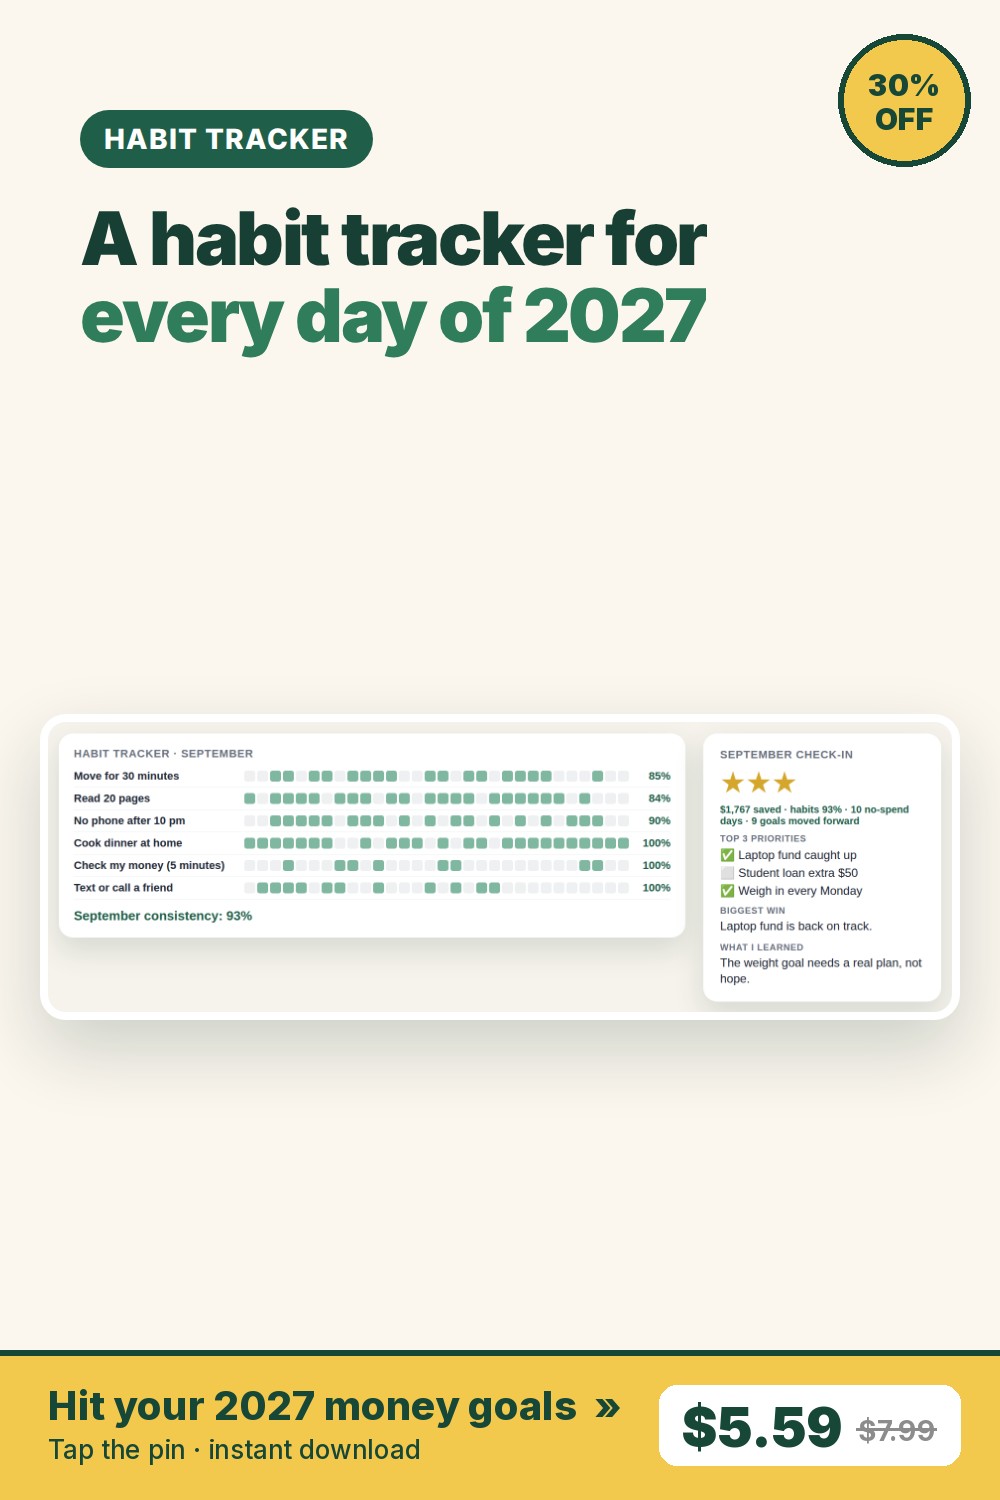 30%
OFF
HABIT TRACKER
A habit tracker for
every day of 2027
HABIT TRACKER · SEPTEMBER
Move for 30 minutes 85%
Read 20 pages 84%
No phone after 10 pm 90%
Cook dinner at home 100%
Check my money (5 minutes) 100%
Text or call a friend 100%
September consistency: 93%
SEPTEMBER CHECK-IN
★★★
$1,767 saved · habits 93% · 10 no-spend
days · 9 goals moved forward
TOP 3 PRIORITIES
✅ Laptop fund caught up
⬜ Student loan extra $50
✅ Weigh in every Monday
BIGGEST WIN
Laptop fund is back on track.
WHAT I LEARNED
The weight goal needs a real plan, not
hope.
Hit your 2027 money goals »
Tap the pin · instant download
$5.59 $7.99